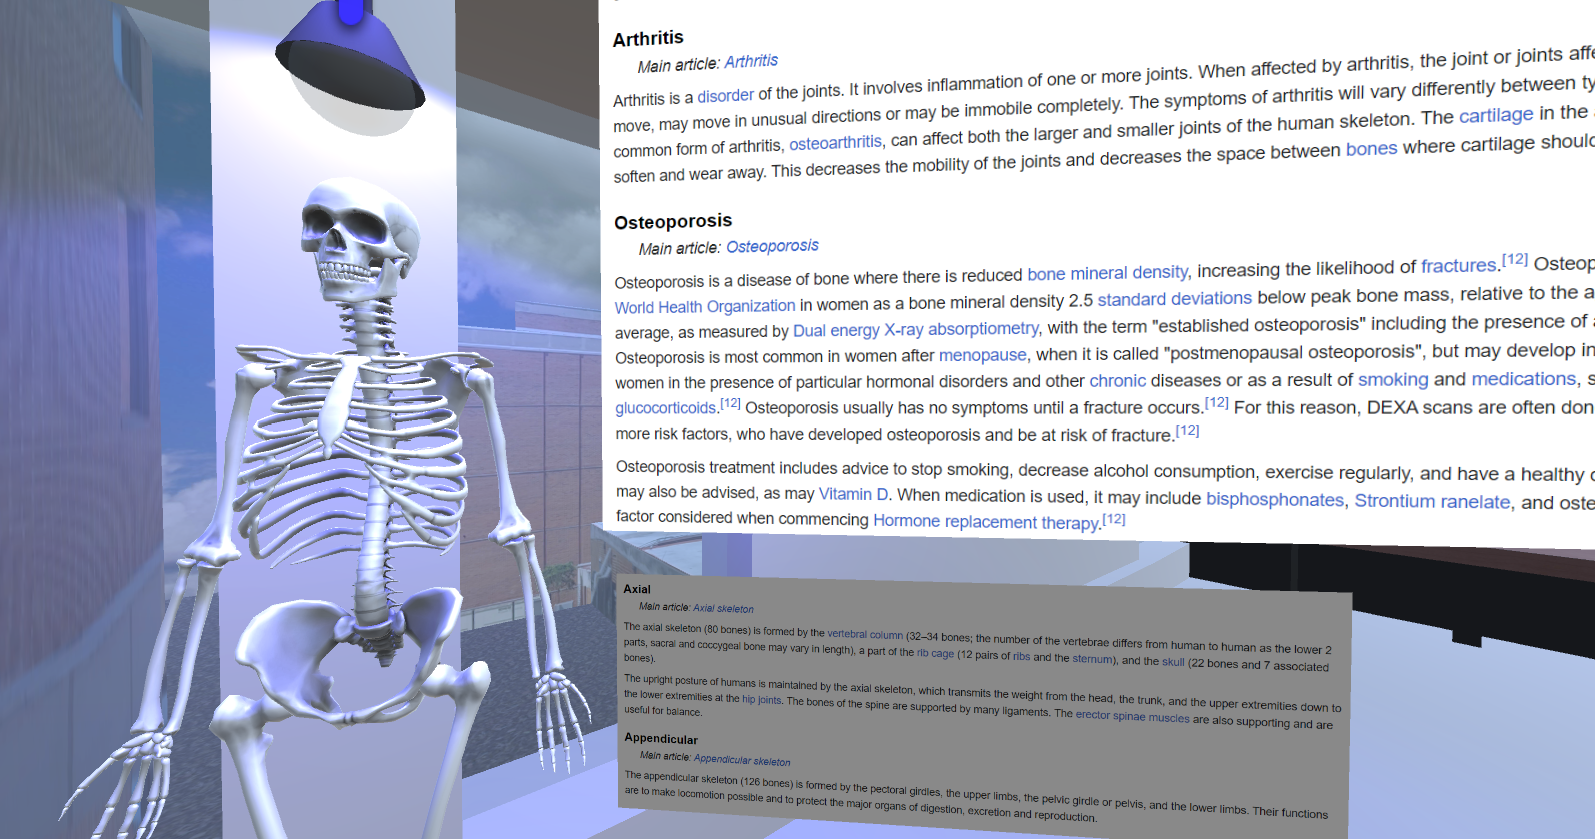 Arthritis
Main article: Arthritis
Arthritis is a disorder of the joints. It involves inflammation of one or more joints. When affected by arthritis, the joint or joints
move, may move in unusual directions or may be immobile completely. The symptoms of arthritis will vary differently between
common form of arthritis, osteoarthritis, can affect both the larger and smaller joints of the human skeleton. The cartilage in the
soften and wear away. This decreases the mobility of the joints and decreases the space between bones where cartilage
Osteoporosis
Main article: Osteoporosis
Osteoporosis is a disease of bone where there is reduced bone mineral density, increasing the likelihood of fractures.[12]
World Health Organization in women as a bone mineral density 2.5 standard deviations below peak bone mass, relative to the
average, as measured by Dual energy X-ray absorptiometry, with the term "established osteoporosis" including the presence of
Osteoporosis is most common in women after menopause, when it is called "postmenopausal osteoporosis", but may develop in
women in the presence of particular hormonal disorders and other chronic diseases or as a result of smoking and medications,
glucocorticoids.[12] Osteoporosis usually has no symptoms until a fracture occurs.[12] For this reason, DEXA scans are often
more risk factors, who have developed osteoporosis and be at risk of fracture.[12]
Osteoporosis treatment includes advice to stop smoking, decrease alcohol consumption, exercise regularly, and have a healthy
may also be advised, as may Vitamin D. When medication is used, it may include bisphosphonates, Strontium ranelate, and
factor considered when commencing Hormone replacement therapy.[12]
Axial
Main article: Axial skeleton
The axial skeleton (80 bones) is formed by the vertebral column (32–34 bones; the number of the vertebrae differs from human to human as the lower 2
parts, sacral and coccygeal bone may vary in length), a part of the rib cage (12 pairs of ribs and the sternum), and the skull (22 bones and 7 associated
bones).
The upright posture of humans is maintained by the axial skeleton, which transmits the weight from the head, the trunk, and the upper extremities down to
the lower extremities at the hip joints. The bones of the spine are supported by many ligaments. The erector spinae muscles are also supporting and are
useful for balance.
Appendicular
Main article: Appendicular skeleton
The appendicular skeleton (126 bones) is formed by the pectoral girdles, the upper limbs, the pelvic girdle or pelvis, and the lower limbs. Their functions
are to make locomotion possible and to protect the major organs of digestion, excretion and reproduction.